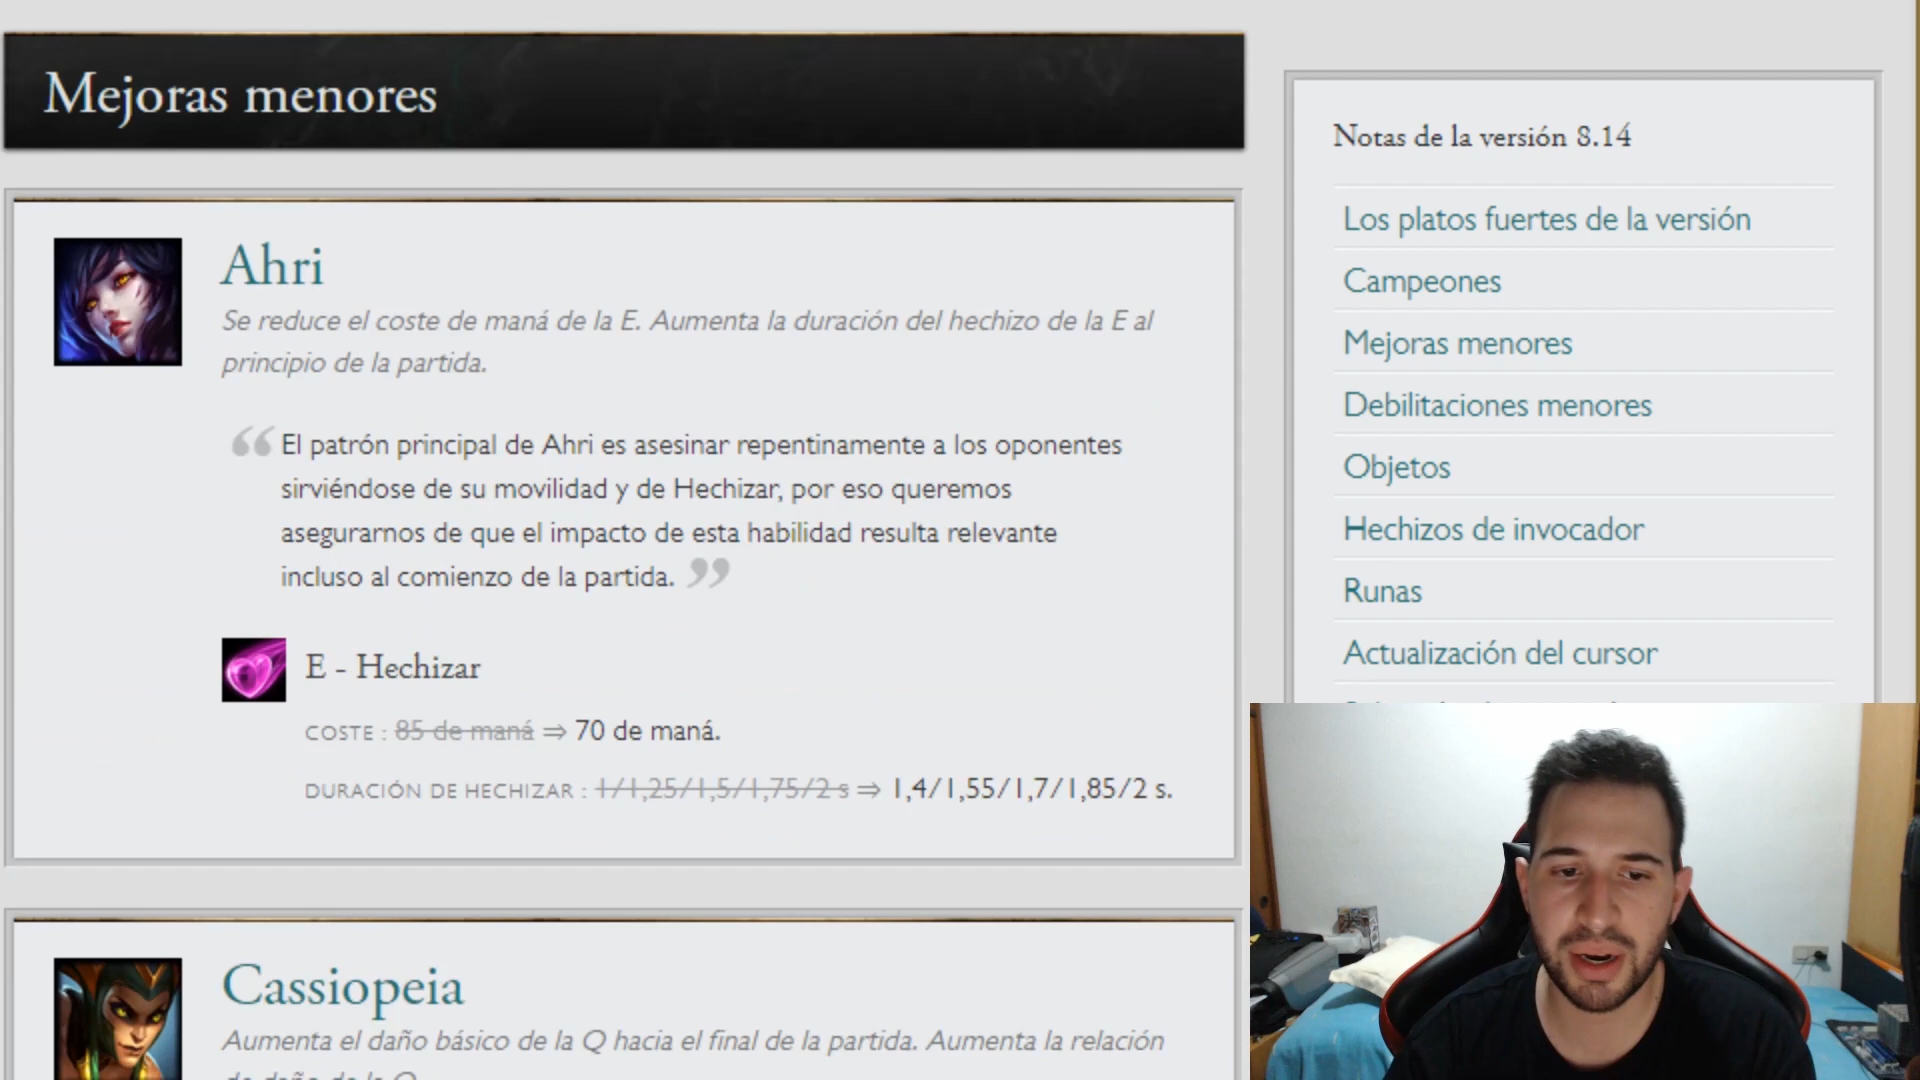 Mejoras menores
Ahri
Se reduce el coste de maná de la E. Aumenta la duración del hechizo de la E al
principio de la partida.
“ El patrón principal de Ahri es asesinar repentinamente a los oponentes
sirviéndose de su movilidad y de Hechizar, por eso queremos
asegurarnos de que el impacto de esta habilidad resulta relevante
incluso al comienzo de la partida. ”
E - Hechizar
COSTE : 85 de maná ⇒ 70 de maná.
DURACIÓN DE HECHIZAR : 1/1,25/1,5/1,75/2 s ⇒ 1,4/1,55/1,7/1,85/2 s.
Cassiopeia
Aumenta el daño básico de la Q hacia el final de la partida. Aumenta la relación
de daño de la Q
Notas de la versión 8.14
Los platos fuertes de la versión
Campeones
Mejoras menores
Debilitaciones menores
Objetos
Hechizos de invocador
Runas
Actualización del cursor